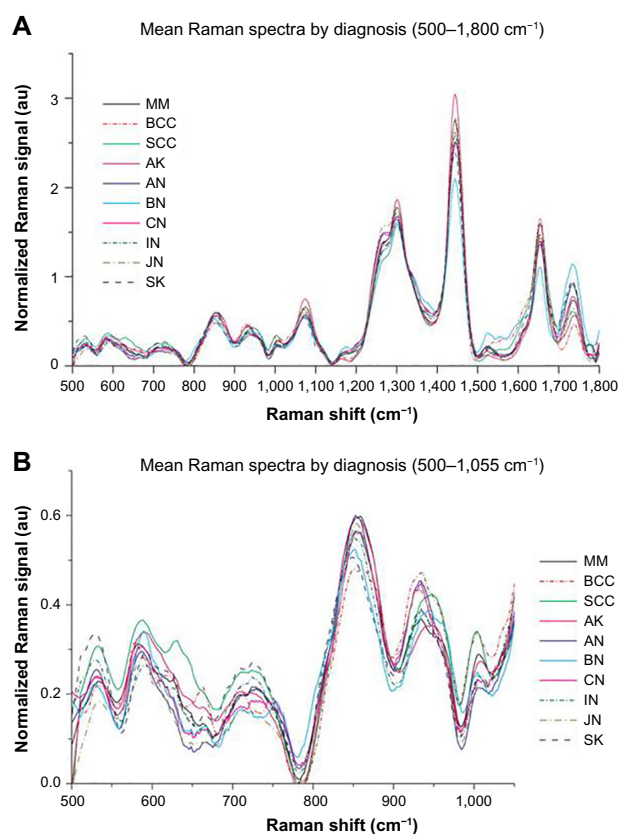 A
Mean Raman spectra by diagnosis (500–1,800 cm⁻¹)
Normalized Raman signal (au)
3
2
1
0
MM
BCC
SCC
AK
AN
BN
CN
IN
JN
SK
500 600 700 800 900 1,000 1,100 1,200 1,300 1,400 1,500 1,600 1,700 1,800
Raman shift (cm⁻¹)
B
Mean Raman spectra by diagnosis (500–1,055 cm⁻¹)
Normalized Raman signal (au)
0.6
0.4
0.2
0.0
MM
BCC
SCC
AK
AN
BN
CN
IN
JN
SK
500 600 700 800 900 1,000
Raman shift (cm⁻¹)